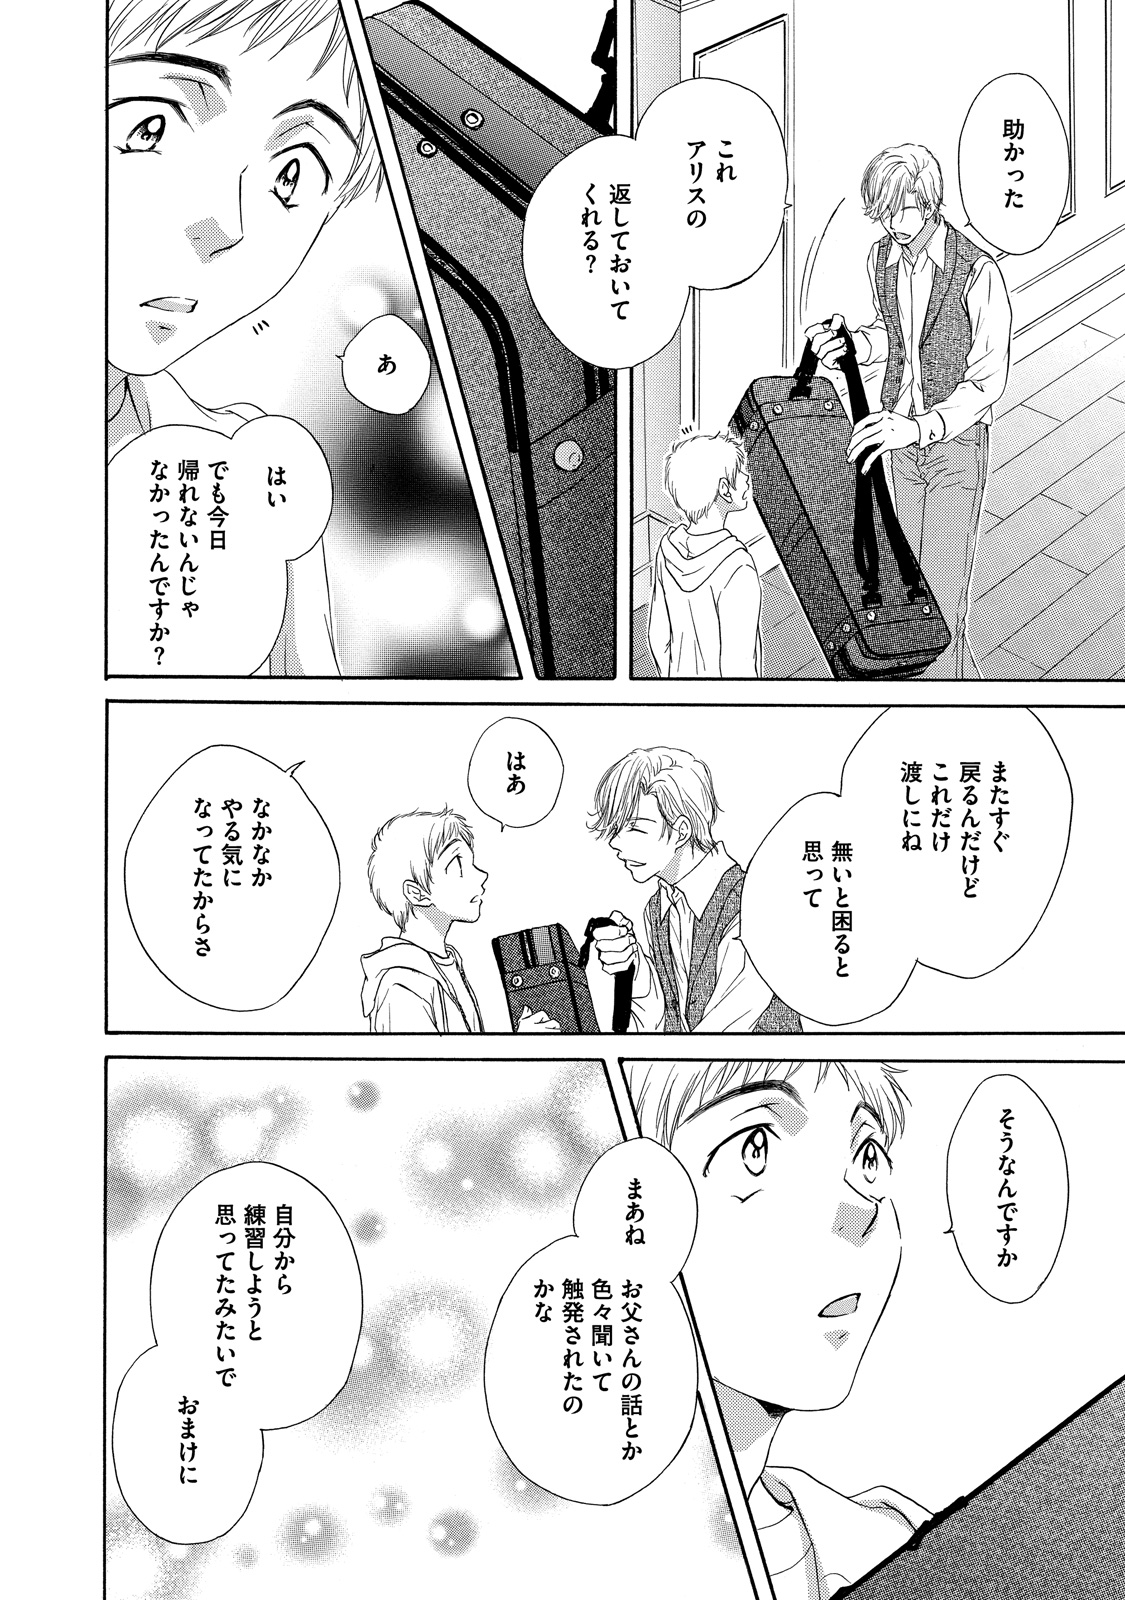 助かった
これ
アリスの
返しておいて
くれる？
あ
はい
でも今日
帰れないんじゃ
なかったんですか？
またすぐ
戻るんだけど
これだけ
渡しにね
無いと困ると
思って
はあ
なかなか
やる気に
なってたからさ
そうなんですか
まあね
お父さんの話とか
色々聞いて
触発されたの
かな
自分から
練習しようと
思ってたみたいで
おまけに